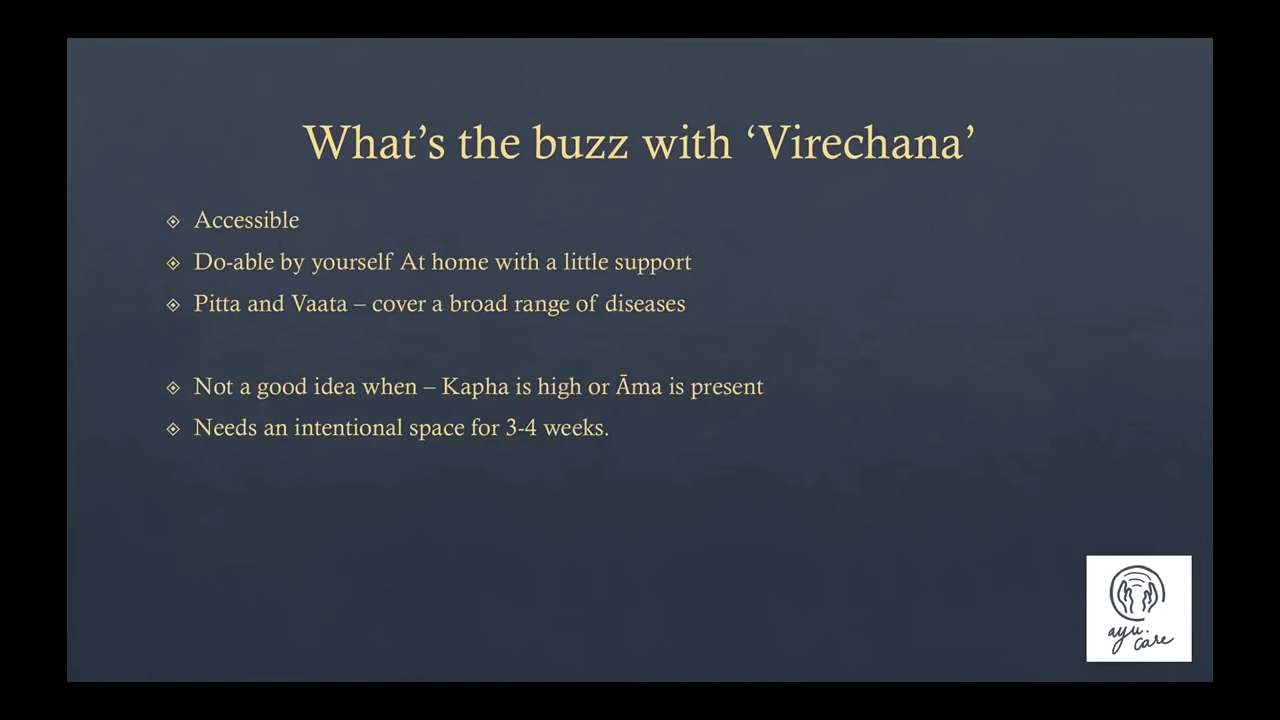 What’s the buzz with ‘Virechana’
Accessible
Do-able by yourself At home with a little support
Pitta and Vaata – cover a broad range of diseases
Not a good idea when – Kapha is high or Āma is present
Needs an intentional space for 3-4 weeks.
ayu.
care